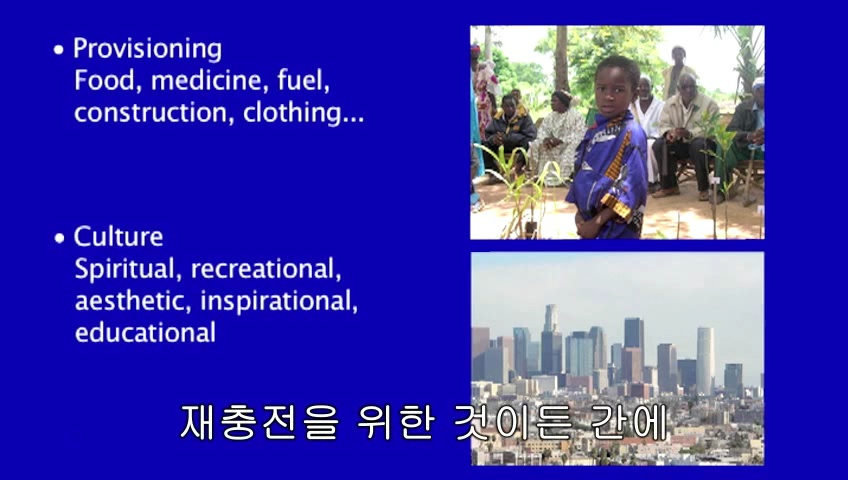 • Provisioning
Food, medicine, fuel,
construction, clothing...
• Culture
Spiritual, recreational,
aesthetic, inspirational,
educational
재충전을 위한 것이든 간에